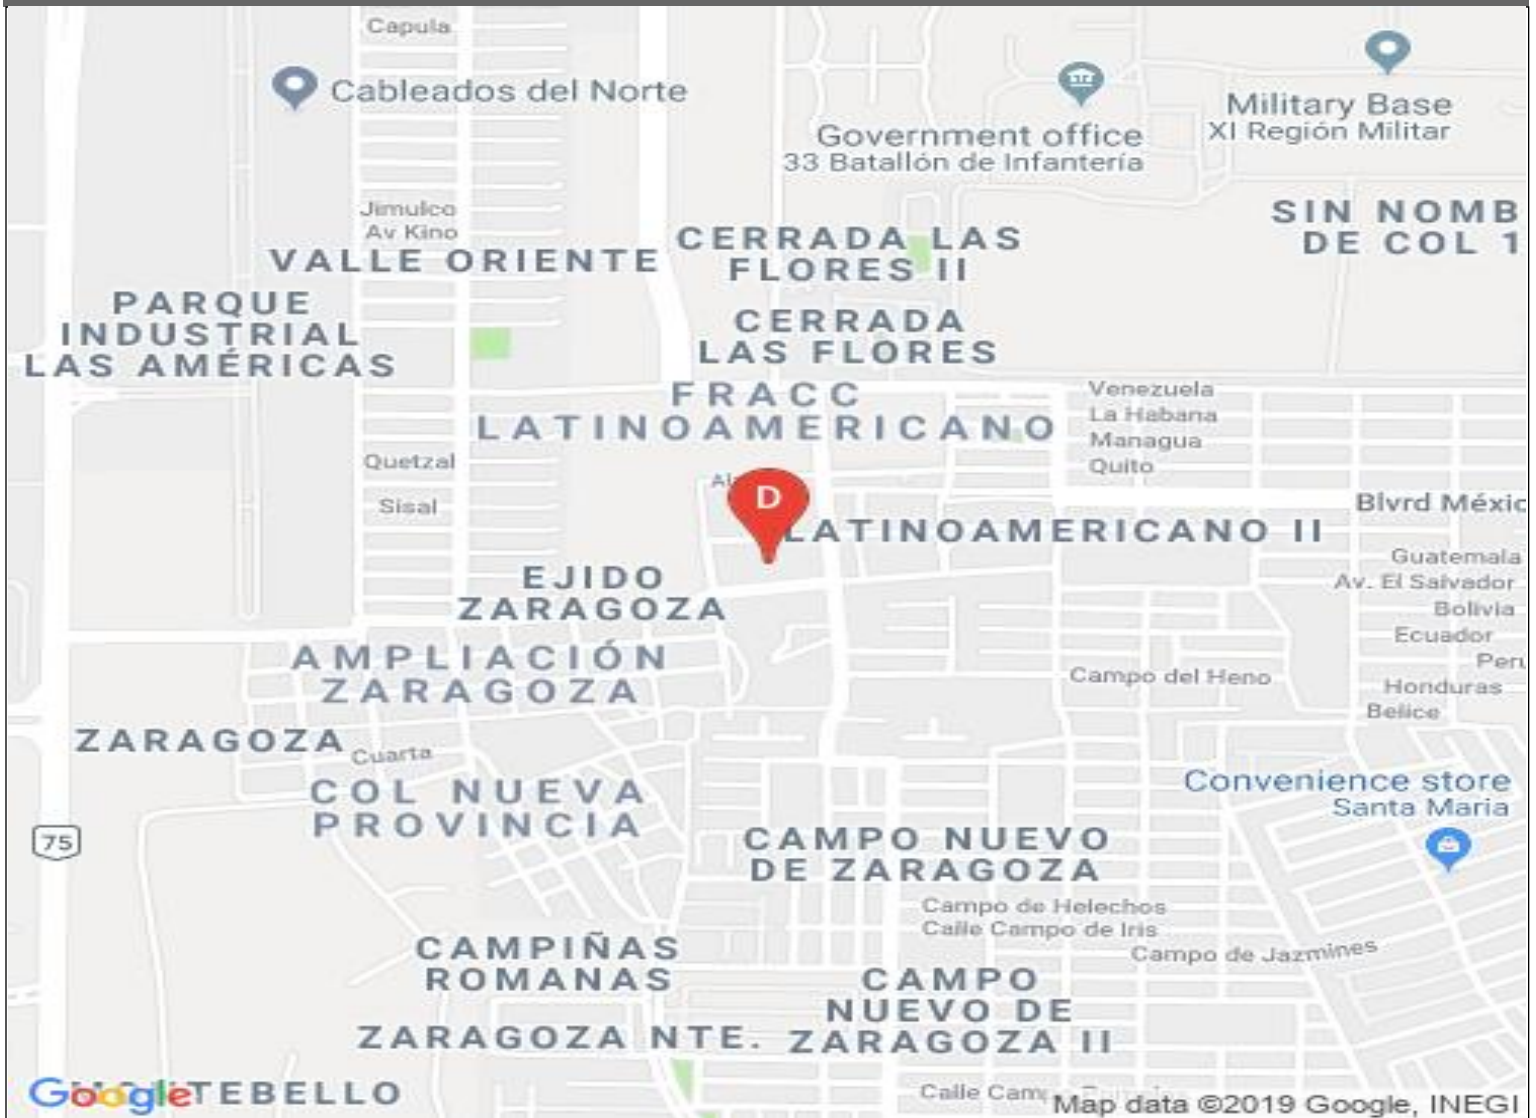 Capula
Cableados del Norte
Government office
33 Batallón de Infantería
Military Base
XI Región Militar
Jimulco
Av Kino
VALLE ORIENTE
CERRADA LAS
FLORES II
SIN NOMB
DE COL 1
PARQUE
INDUSTRIAL
LAS AMÉRICAS
CERRADA
LAS FLORES
FRACC
LATINOAMERICANO
Venezuela
La Habana
Managua
Quito
Quetzal
Sisal
D
Blvrd Méxic
LATINOAMERICANO II
EJIDO
ZARAGOZA
Guatemala
Av. El Salvador
Bolivia
Ecuador
Peru
Honduras
Belice
AMPLIACIÓN
ZARAGOZA
Campo del Heno
ZARAGOZA
Cuarta
COL NUEVA
PROVINCIA
75
Convenience store
Santa Maria
CAMPO NUEVO
DE ZARAGOZA
Campo de Helechos
Calle Campo de Iris
Campo de Jazmines
CAMPIÑAS
ROMANAS
CAMPO
NUEVO DE
ZARAGOZA II
ZARAGOZA NTE.
Google
Calle Cam
Map data ©2019 Google, INEGI